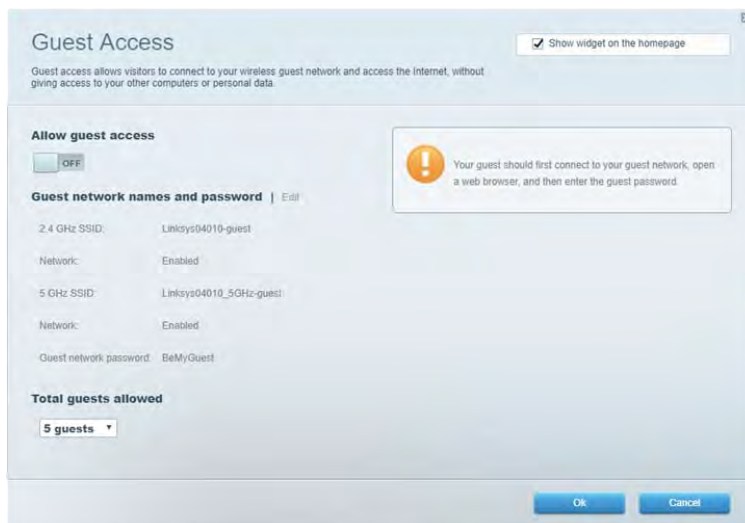 Guest Access
Show widget on the homepage
Guest access allows visitors to connect to your wireless guest network and access the Internet, without
giving access to your other computers or personal data.
Allow guest access
OFF
Your guest should first connect to your guest network, open
a web browser, and then enter the guest password.
Guest network names and password | Edit
2.4 GHz SSID: Linksys04010-guest
Network: Enabled
5 GHz SSID: Linksys04010_5GHz-guest
Network: Enabled
Guest network password: BeMyGuest
Total guests allowed
5 guests
Ok Cancel